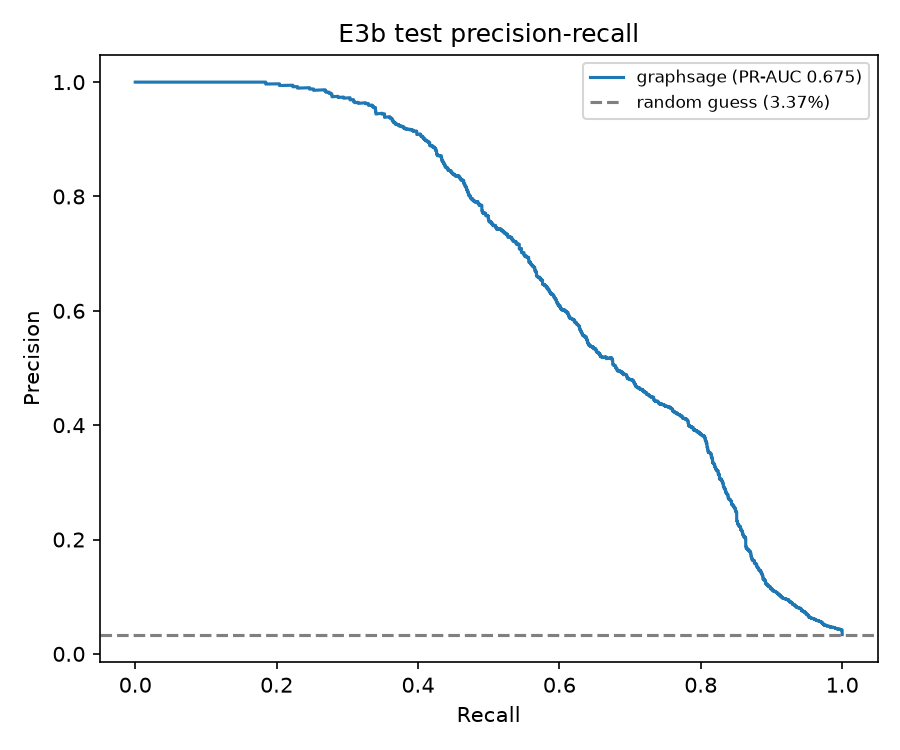 E3b test precision-recall
graphsage (PR-AUC 0.675)
random guess (3.37%)
Precision
1.0
0.8
0.6
0.4
0.2
0.0
0.0 0.2 0.4 0.6 0.8 1.0
Recall